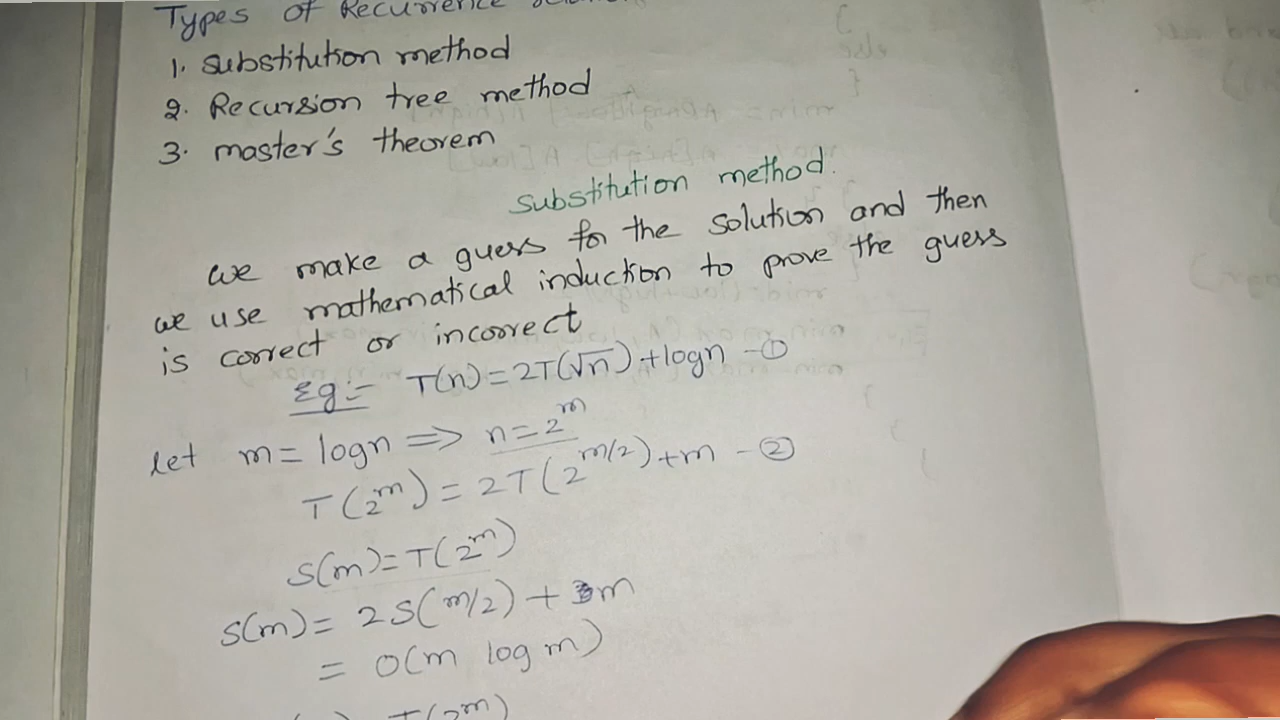 Types of Recurrence
1. substitution method
2. Recursion tree method
3. master's theorem
substitution method.
we make a guess for the solution and then
we use mathematical induction to prove the guess
is correct or incorrect
Eg:- T(n)=2T(√n)+logn -①
let m= logn => n=2^m
T(2^m)=2T(2^m/2)+m -②
S(m)=T(2^m)
S(m)= 2S(m/2)+ m
= O(m log m)
T(2^m)